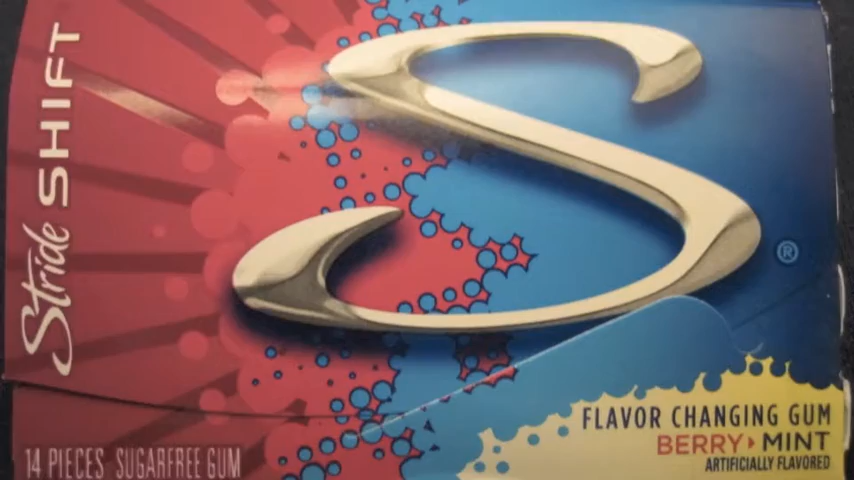 Stride SHIFT
S
®
FLAVOR CHANGING GUM
BERRY▸MINT
ARTIFICIALLY FLAVORED
14 PIECES SUGARFREE GUM